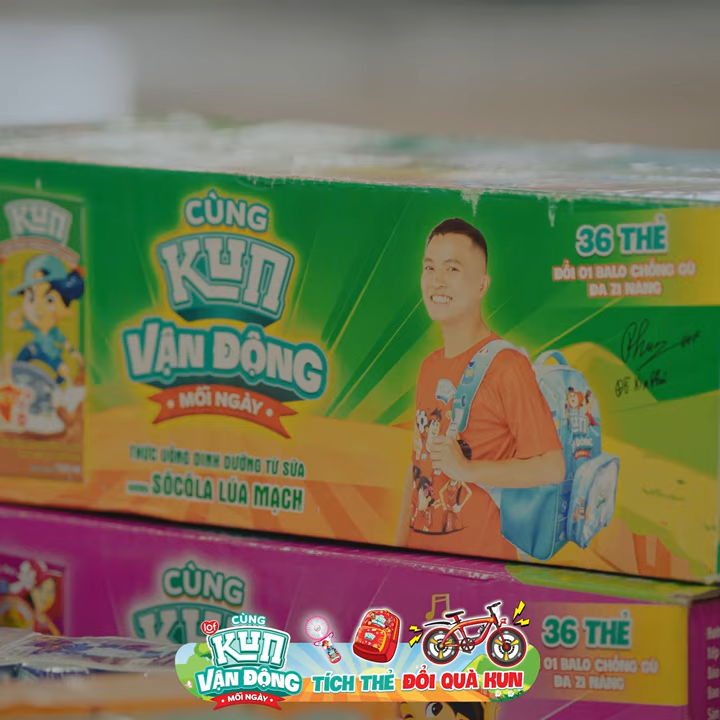 CÙNG
KUN
VẬN ĐỘNG
MỖI NGÀY
THỨC UỐNG DINH DƯỠNG TỪ SỮA
SÔCÔLA LÚA MẠCH
KUN
36 THẺ
ĐỔI 01 BALO CHỐNG GÙ
ĐA ZI NĂNG
KUN
VẬN ĐỘNG
CÙNG
36 THẺ
01 BALO CHỐNG GÙ
ĐA ZI NĂNG
lof
CÙNG
KUN
VẬN ĐỘNG
MỖI NGÀY
TÍCH THẺ ĐỔI QUÀ KUN